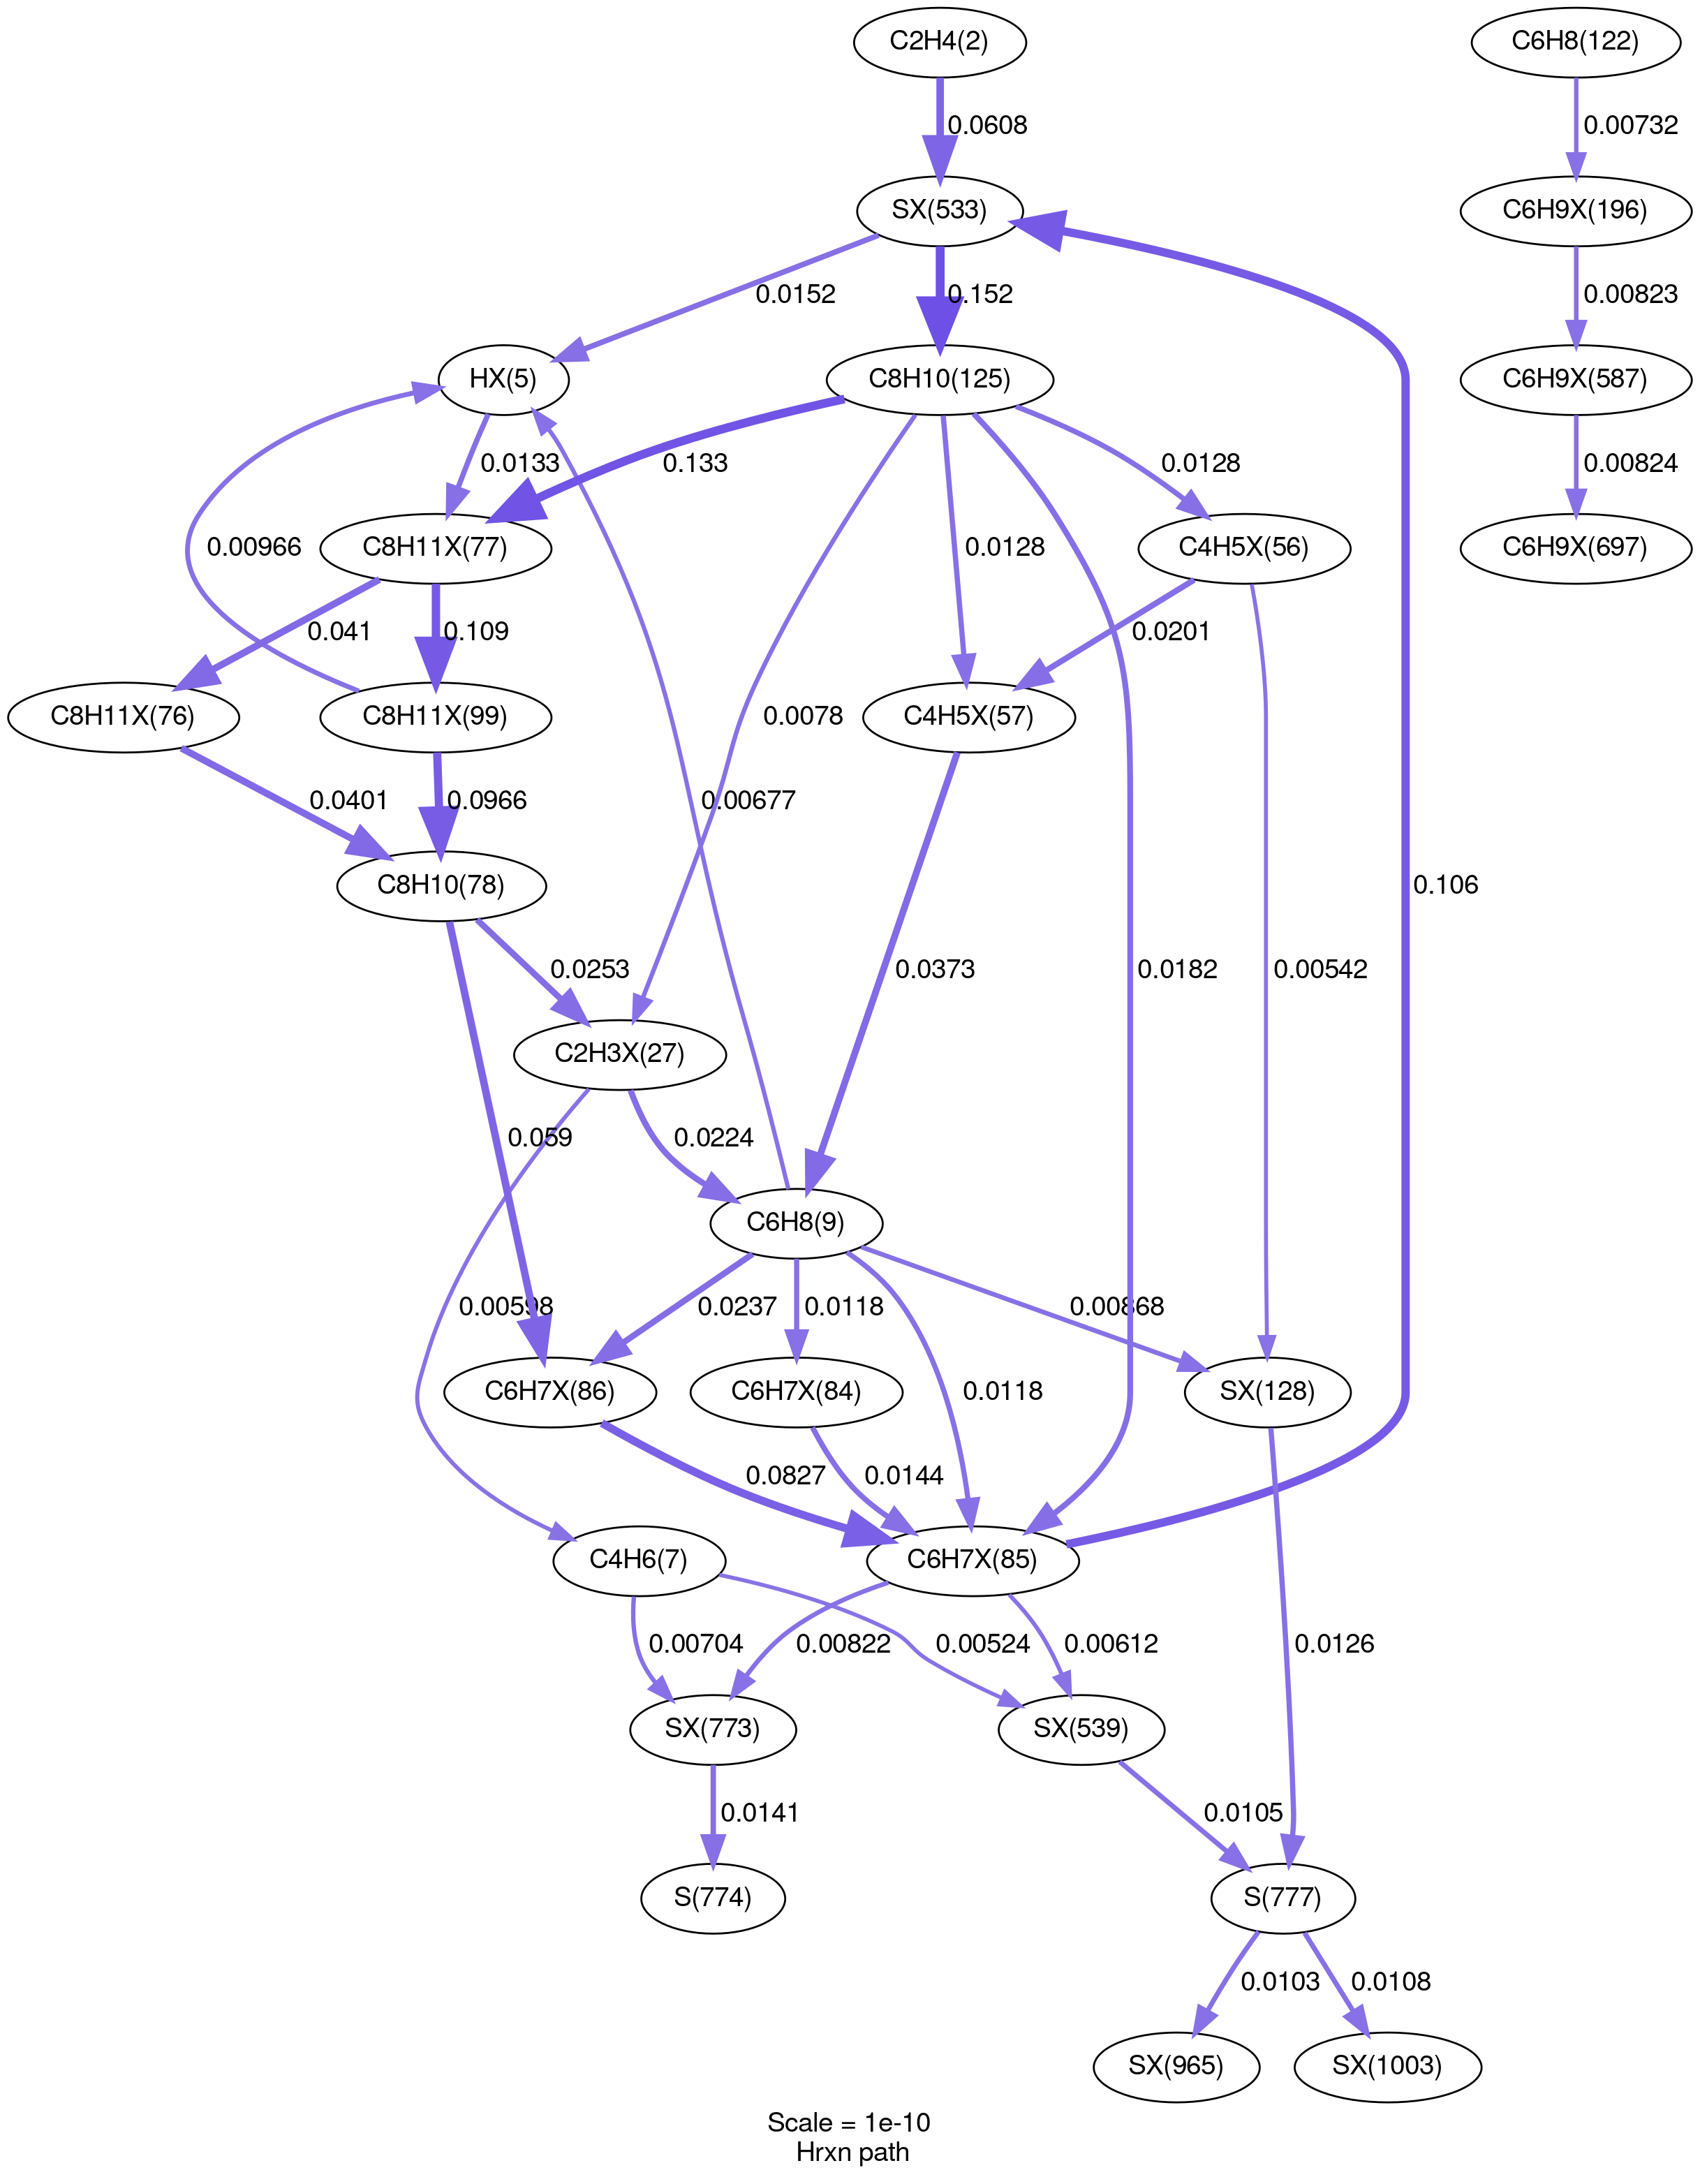 C2H4(2)
C6H8(122)
0.0608
0.00732
SX(533)
C6H9X(196)
0.0152
0.152
0.00823
HX(5)
C8H10(125)
C6H9X(587)
0.0133
0.133
0.0128
0.00824
0.00966
0.0128
C8H11X(77)
C4H5X(56)
C6H9X(697)
0.041
0.109
0.0201
C8H11X(76)
C8H11X(99)
0.0078
C4H5X(57)
0.0401
0.0966
0.00677
C8H10(78)
0.106
0.0253
0.0373
0.0182
0.00542
C2H3X(27)
0.059
0.0224
C6H8(9)
0.00598
0.0237
0.0118
0.00868
C6H7X(86)
C6H7X(84)
0.0118
SX(128)
0.0827
0.0144
C4H6(7)
C6H7X(85)
0.00704
0.00822
0.00524
0.00612
0.0126
SX(773)
SX(539)
0.0141
0.0105
S(774)
S(777)
0.0103
0.0108
SX(965)
SX(1003)
Scale = 1e-10
Hrxn path